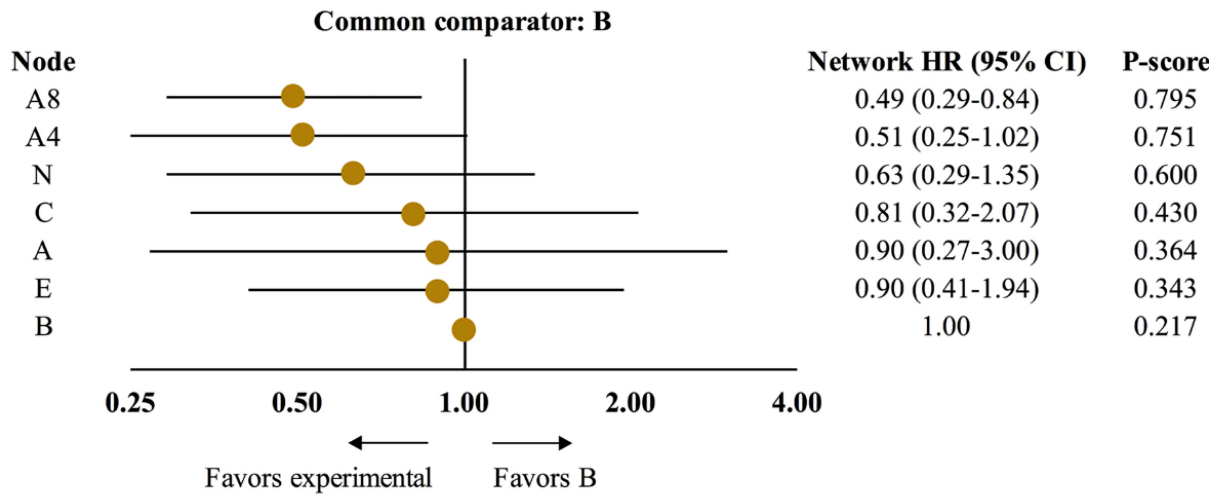 Common comparator: B
Node Network HR (95% CI) P-score
A8 0.49 (0.29-0.84) 0.795
A4 0.51 (0.25-1.02) 0.751
N 0.63 (0.29-1.35) 0.600
C 0.81 (0.32-2.07) 0.430
A 0.90 (0.27-3.00) 0.364
E 0.90 (0.41-1.94) 0.343
B 1.00 0.217
0.25 0.50 1.00 2.00 4.00
Favors experimental Favors B